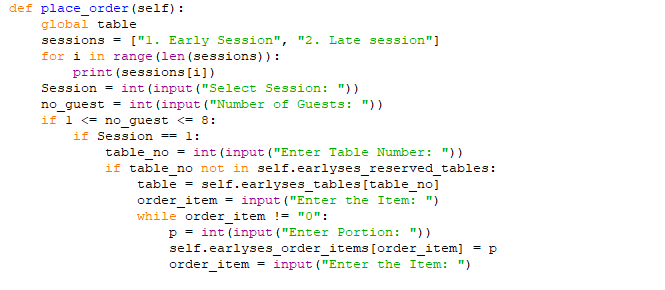 def place_order(self):
    global table
    sessions = ["1. Early Session", "2. Late session"]
    for i in range(len(sessions)):
        print(sessions[i])
    Session = int(input("Select Session: "))
    no_guest = int(input("Number of Guests: "))
    if 1 <= no_guest <= 8:
        if Session == 1:
            table_no = int(input("Enter Table Number: "))
            if table_no not in self.earlyses_reserved_tables:
                table = self.earlyses_tables[table_no]
                order_item = input("Enter the Item: ")
                while order_item != "0":
                    p = int(input("Enter Portion: "))
                    self.earlyses_order_items[order_item] = p
                    order_item = input("Enter the Item: ")